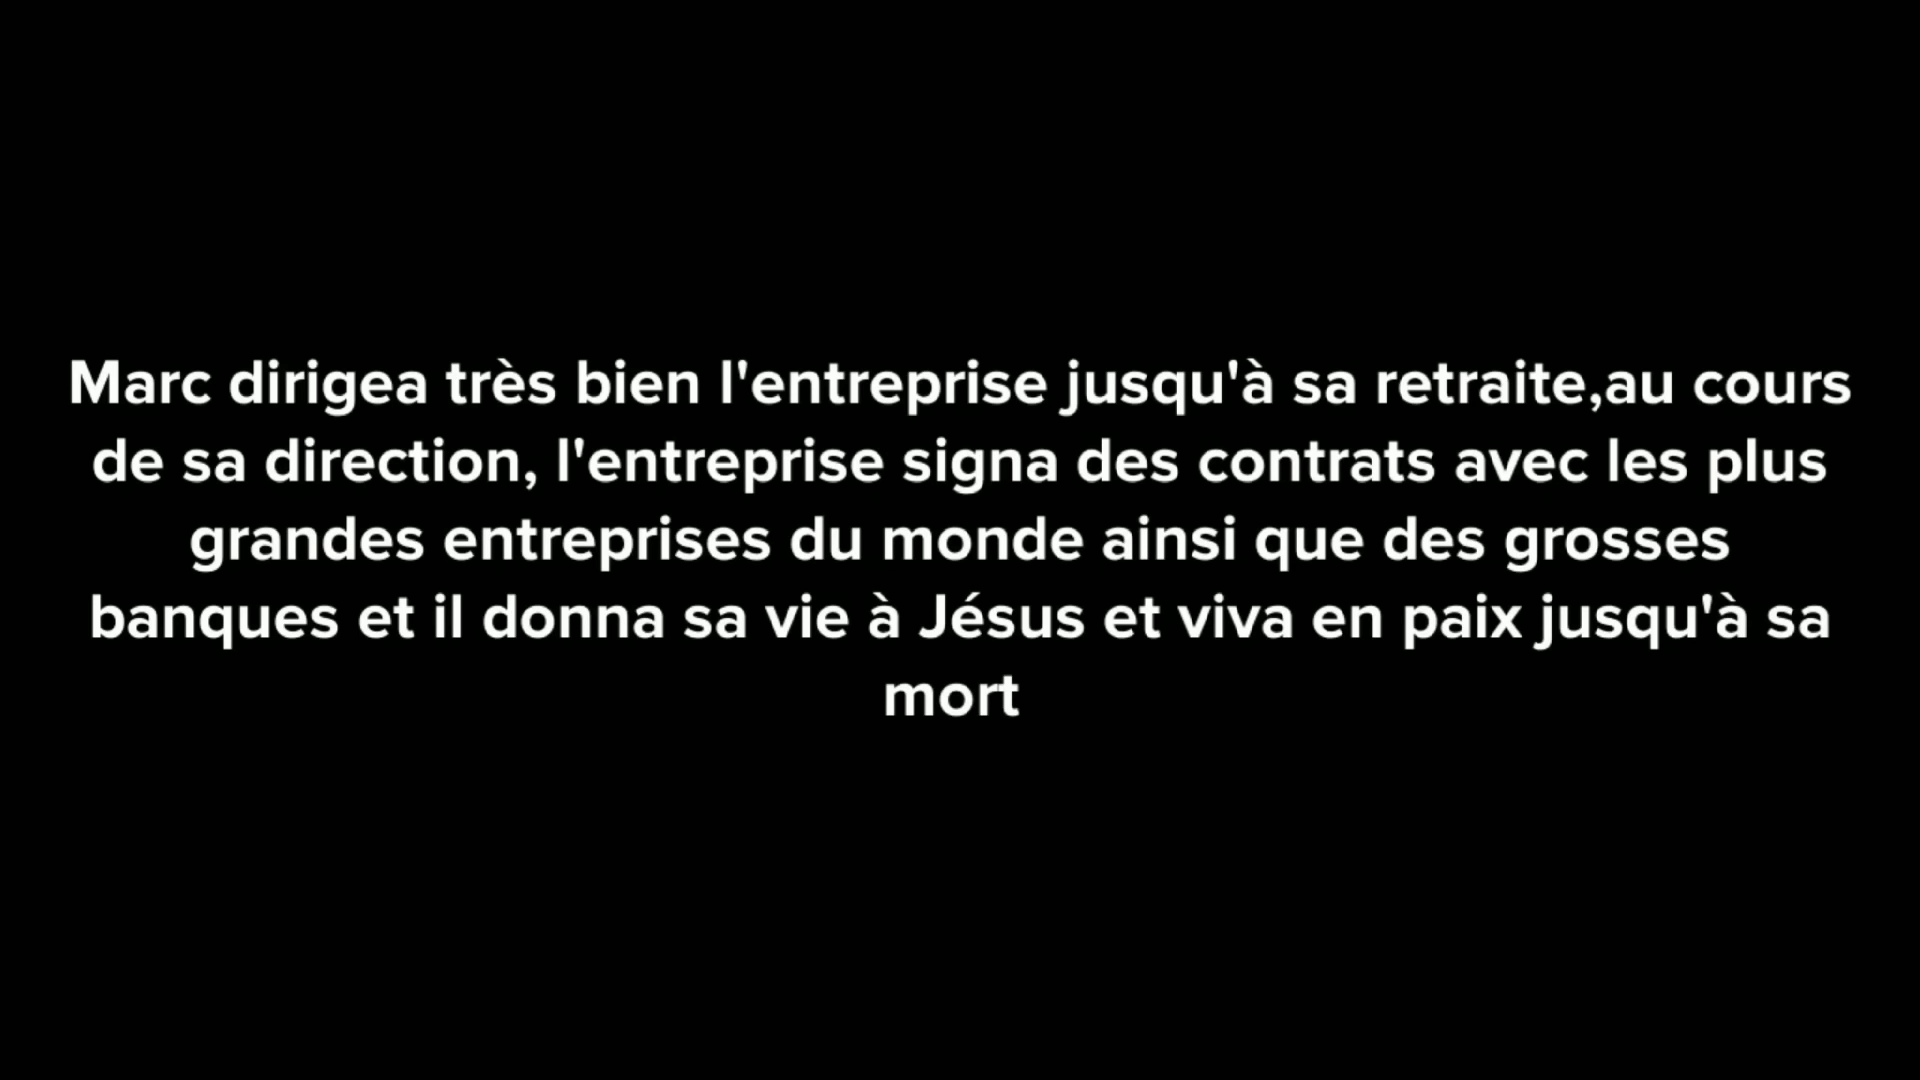 Marc dirigea très bien l'entreprise jusqu'à sa retraite,au cours
de sa direction, l'entreprise signa des contrats avec les plus
grandes entreprises du monde ainsi que des grosses
banques et il donna sa vie à Jésus et viva en paix jusqu'à sa
mort